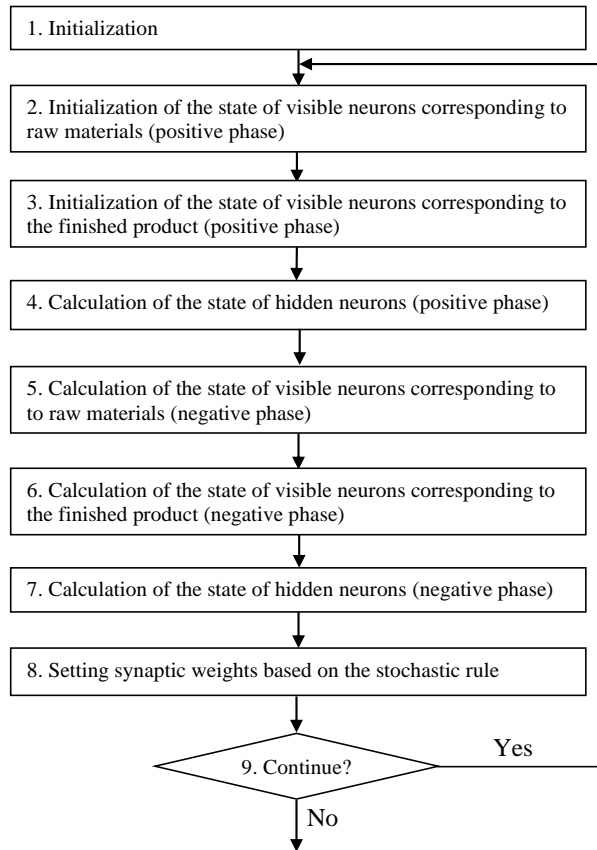 1. Initialization
2. Initialization of the state of visible neurons corresponding to
raw materials (positive phase)
3. Initialization of the state of visible neurons corresponding to
the finished product (positive phase)
4. Calculation of the state of hidden neurons (positive phase)
5. Calculation of the state of visible neurons corresponding to
to raw materials (negative phase)
6. Calculation of the state of visible neurons corresponding to
the finished product (negative phase)
7. Calculation of the state of hidden neurons (negative phase)
8. Setting synaptic weights based on the stochastic rule
Yes
9. Continue?
No